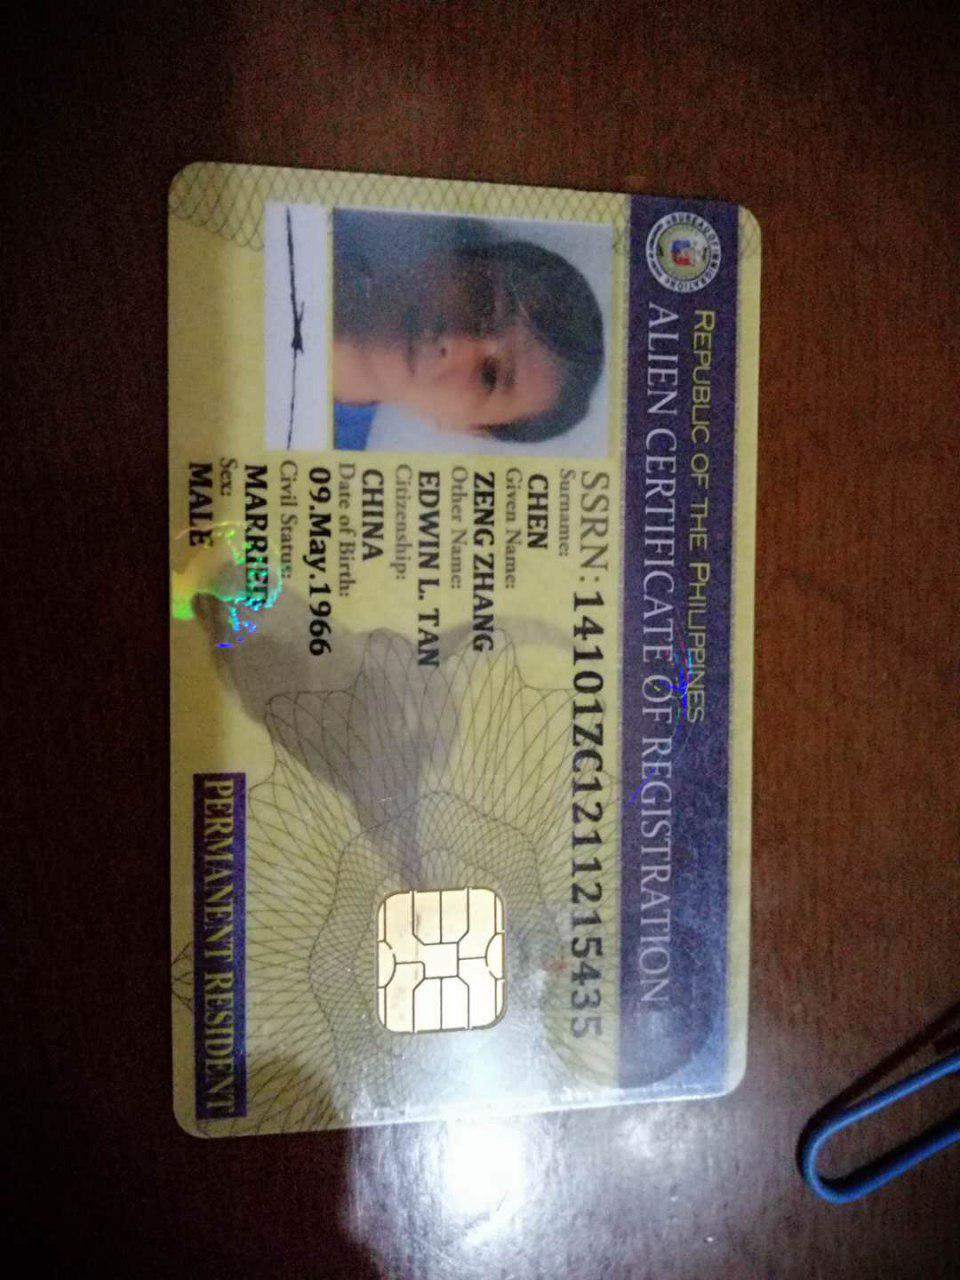 REPUBLIC OF THE PHILIPPINES
ALIEN CERTIFICATE OF REGISTRATION
SSRN: 14101ZC1211215435
Surname:
CHEN
Given Name:
ZENG ZHANG
Other Name:
EDWIN L. TAN
Citizenship:
CHINA
Date of Birth:
09.May.1966
Civil Status:
MARRIED
Sex:
MALE
PERMANENT RESIDENT